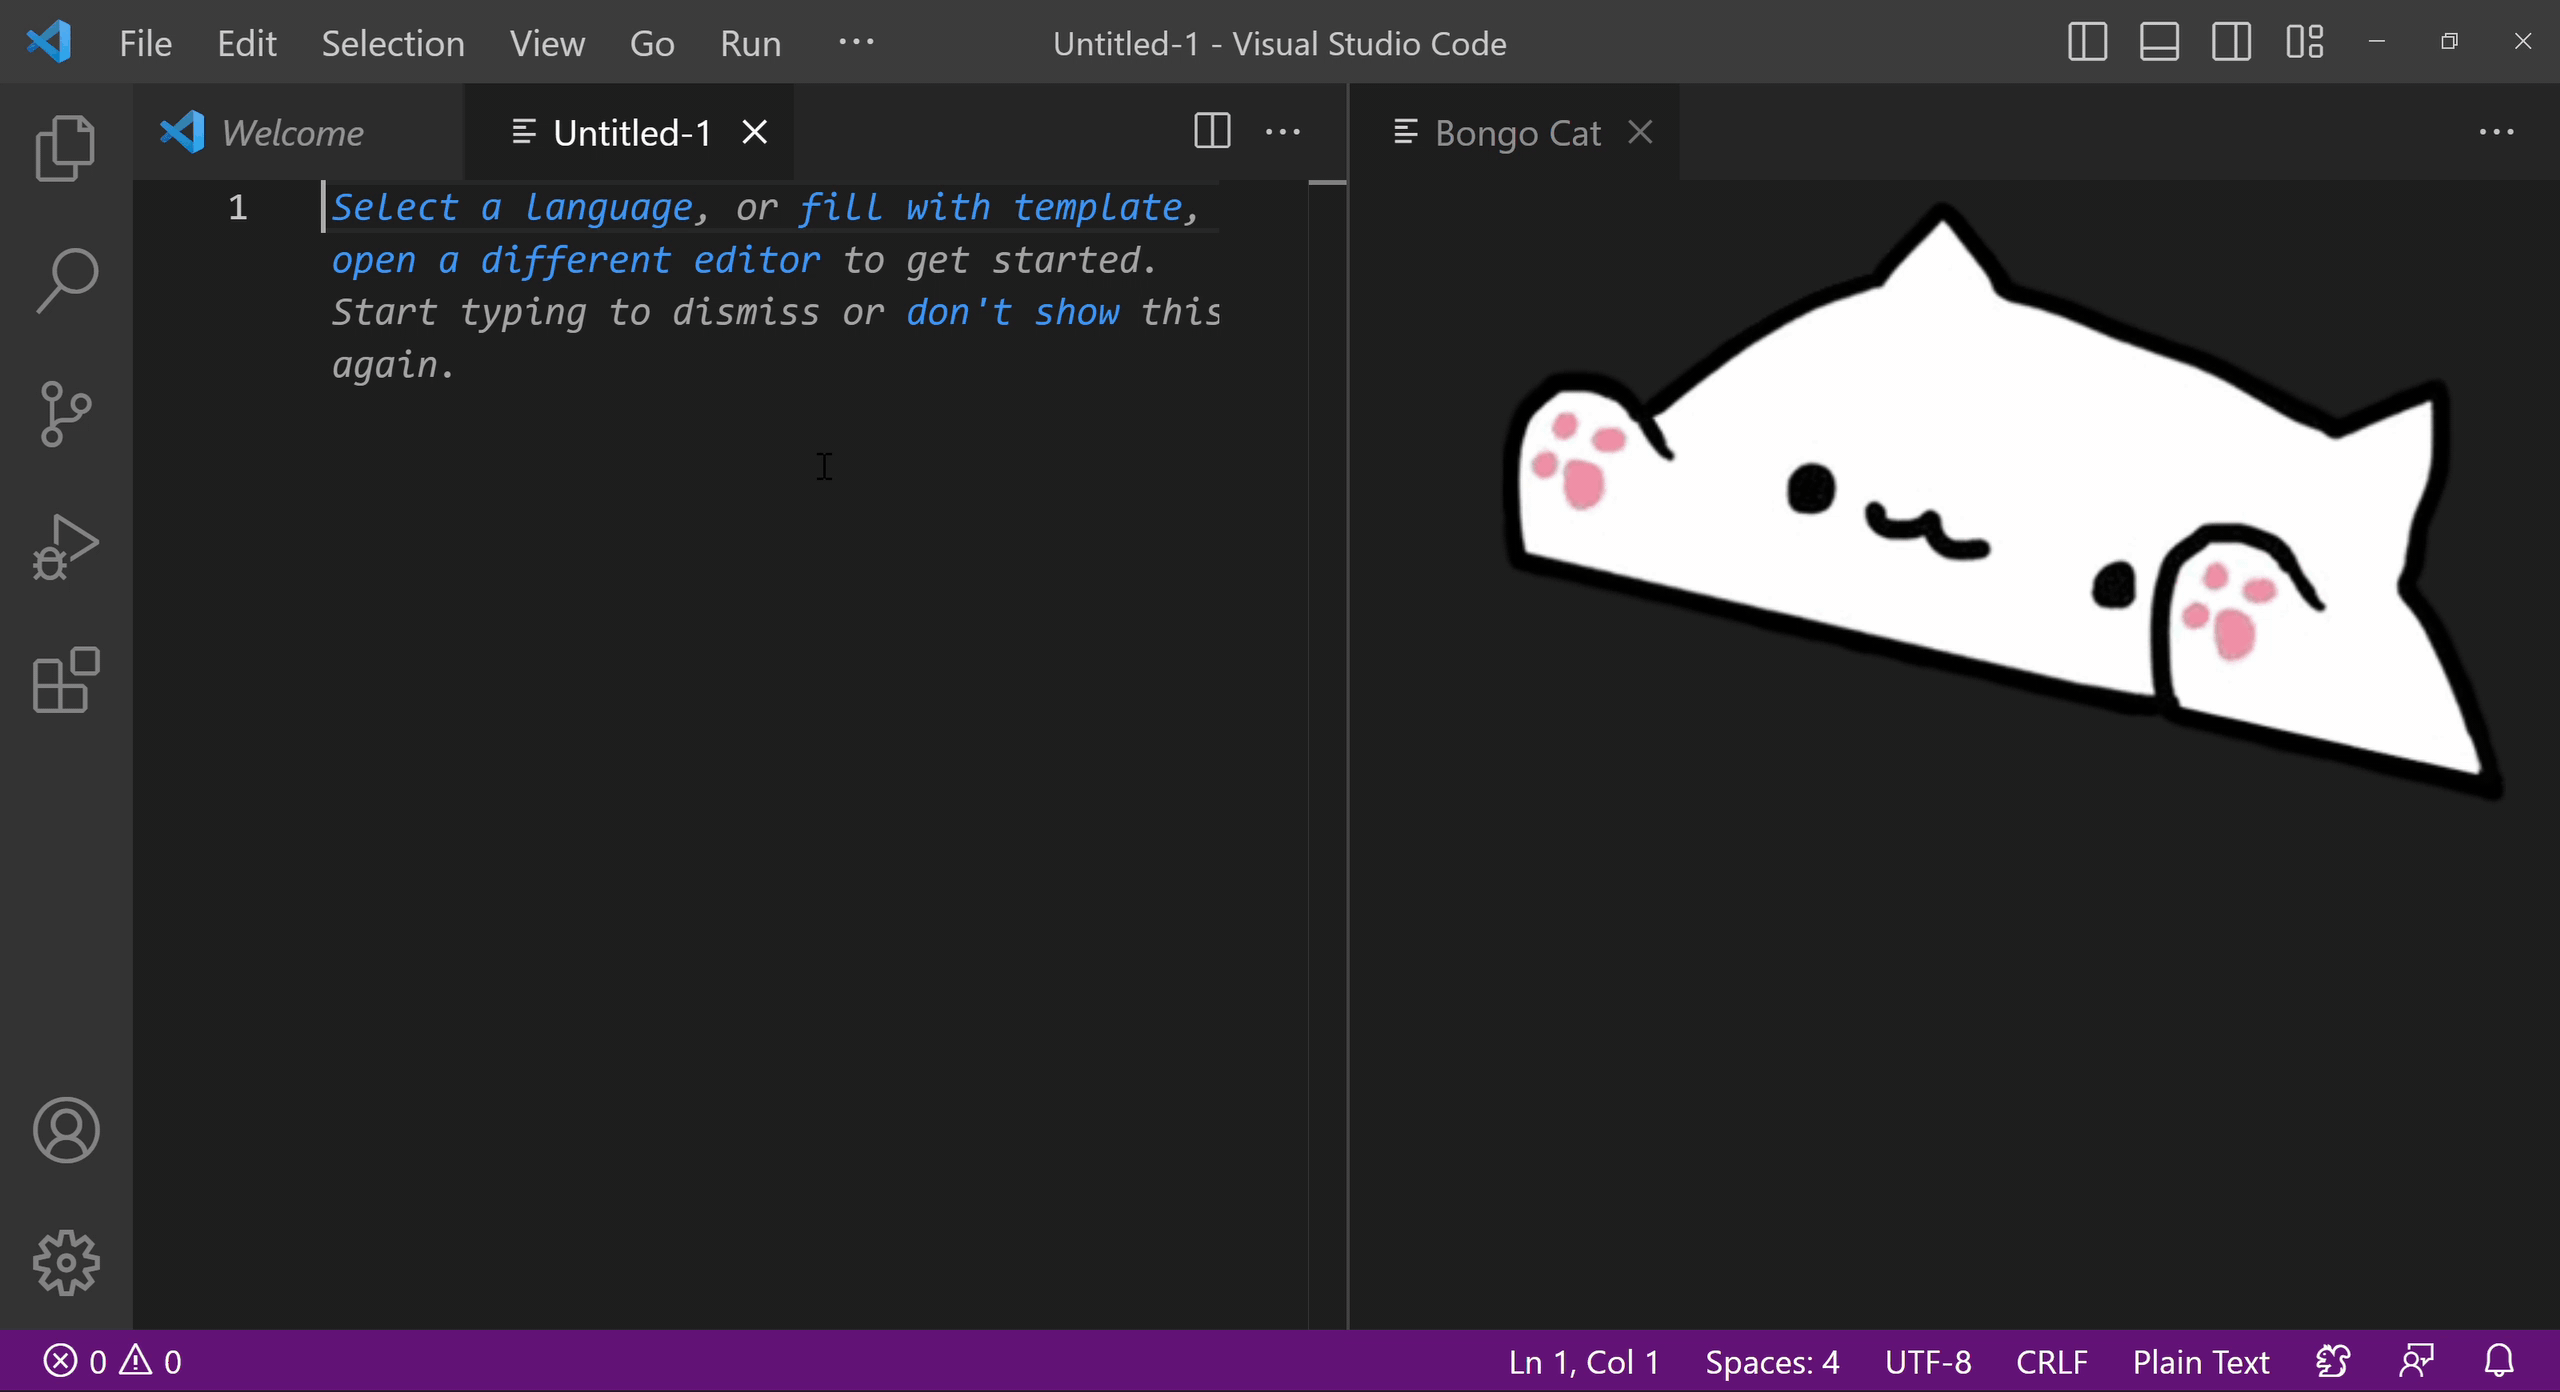 File Edit Selection View Go Run ··· Untitled-1 - Visual Studio Code
Welcome Untitled-1 ··· Bongo Cat ···
1 Select a language, or fill with template,
open a different editor to get started.
Start typing to dismiss or don't show this
again.
0 0 Ln 1, Col 1 Spaces: 4 UTF-8 CRLF Plain Text